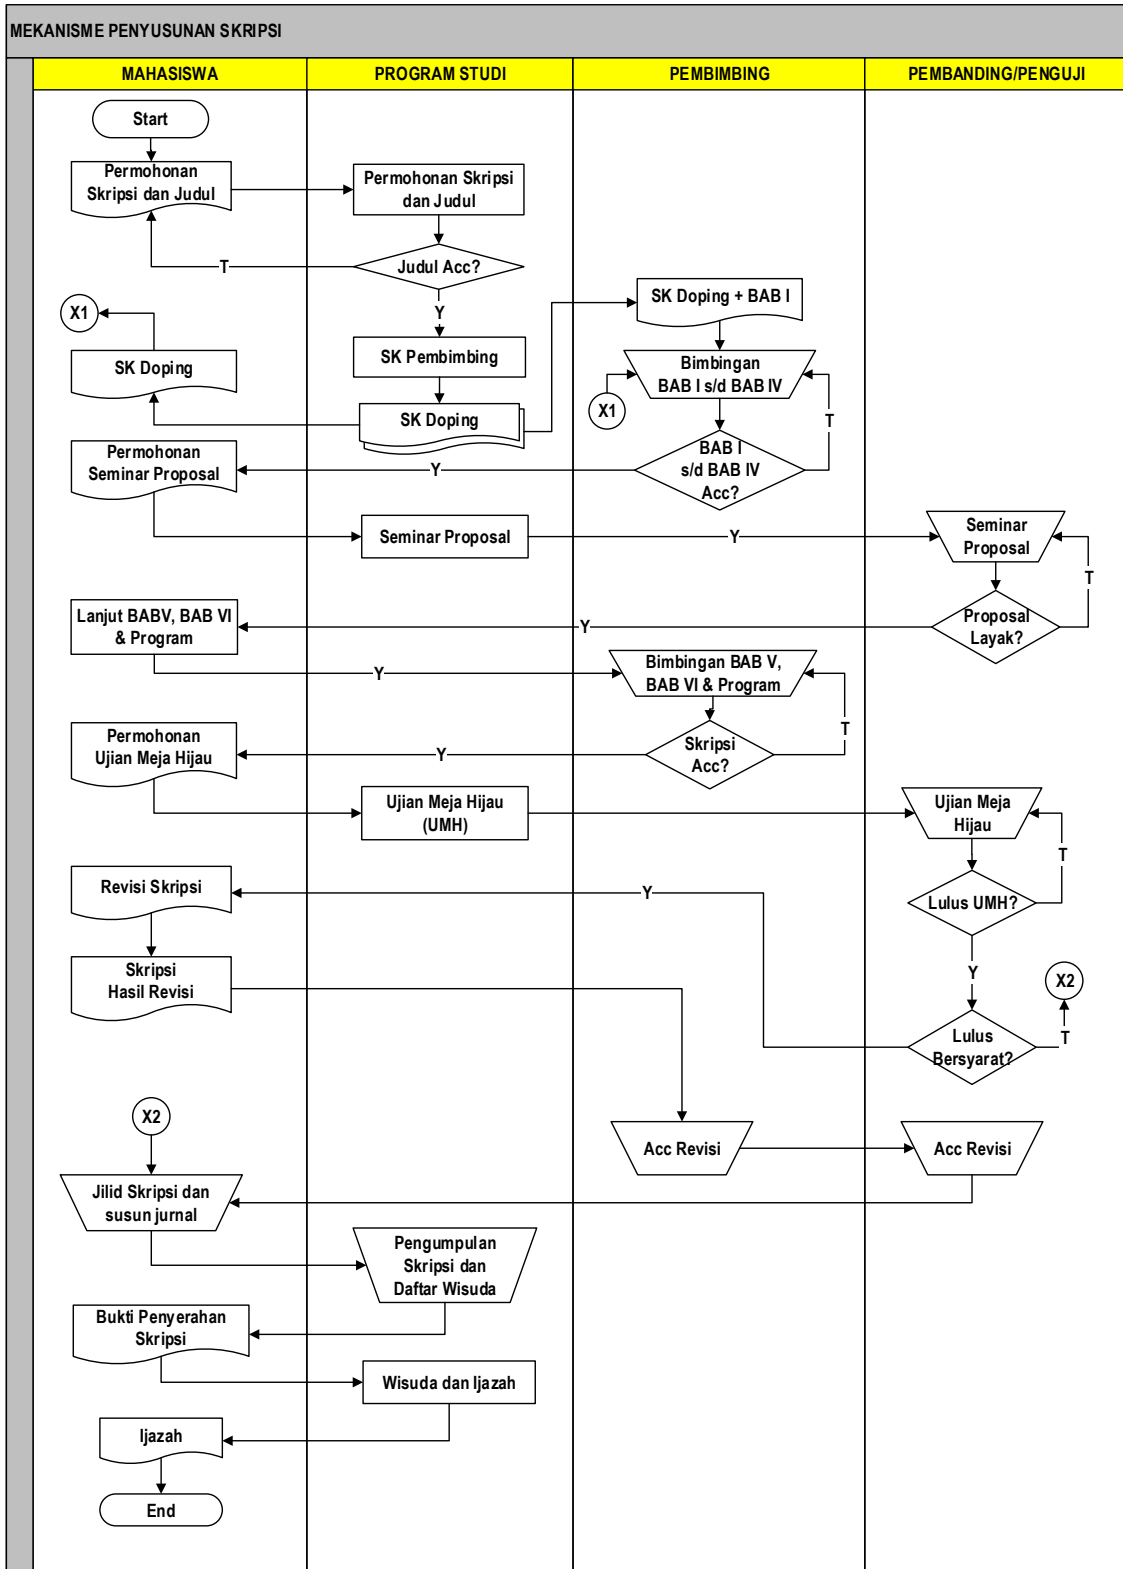 MEKANISME PENYUSUNAN SKRIPSI
MAHASISWA
PROGRAM STUDI
PEMBIMBING
PEMBANDING/PENGUJI
Start
Permohonan
Skripsi dan Judul
Permohonan Skripsi
dan Judul
T
Judul Acc?
Y
X1
SK Doping + BAB I
SK Doping
SK Pembimbing
Bimbingan
BAB I s/d BAB IV
X1
T
SK Doping
Permohonan
Seminar Proposal
Y
BAB I
s/d BAB IV
Acc?
Seminar Proposal
Y
Seminar
Proposal
T
Lanjut BABV, BAB VI
& Program
Y
Proposal
Layak?
Y
Bimbingan BAB V,
BAB VI & Program
T
Permohonan
Ujian Meja Hijau
Y
Skripsi
Acc?
Ujian Meja Hijau
(UMH)
Ujian Meja
Hijau
T
Revisi Skripsi
Y
Lulus UMH?
Skripsi
Hasil Revisi
Y
X2
Lulus
Bersyarat?
T
X2
Acc Revisi
Acc Revisi
Jilid Skripsi dan
susun jurnal
Pengumpulan
Skripsi dan
Daftar Wisuda
Bukti Penyerahan
Skripsi
Wisuda dan Ijazah
Ijazah
End